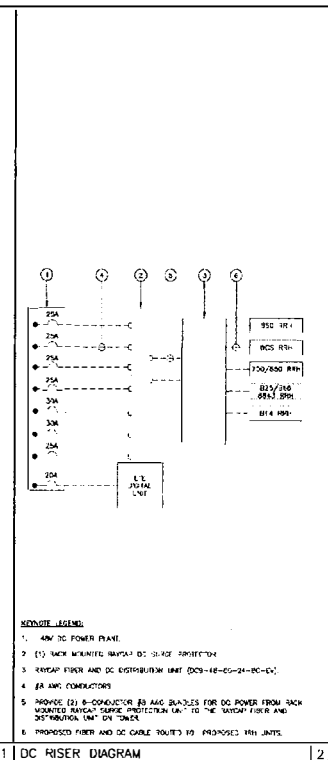 1 4 2 5 3 6
25A
25A
25A
25A
30A
30A
25A
20A
LTE
DIGITAL
UNIT
850 RRH
WCS RRH
700/850 RRH
B25/B66
RRH
B14 RRH
KEYNOTE LEGEND:
1. 48V DC POWER PLANT.
2 (1) RACK MOUNTED RAYCAP DC SURGE PROTECTOR
3 RAYCAP FIBER AND DC DISTRIBUTION UNIT
4 #8 AWG CONDUCTORS
5 PROVIDE (2) 6-CONDUCTOR #8 AWG BUNDLES FOR DC POWER FROM RACK
MOUNTED RAYCAP SURGE PROTECTION UNIT TO THE RAYCAP FIBER AND
DISTRIBUTION UNIT ON TOWER.
6 PROPOSED FIBER AND DC CABLE ROUTED TO PROPOSED RRH UNITS.
1 DC RISER DIAGRAM 2